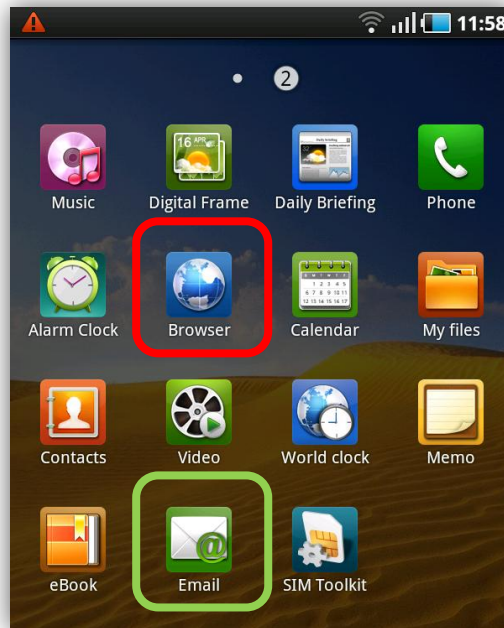 11:58
2
Music Digital Frame Daily Briefing Phone
Alarm Clock Browser Calendar My files
Contacts Video World clock Memo
eBook Email SIM Toolkit